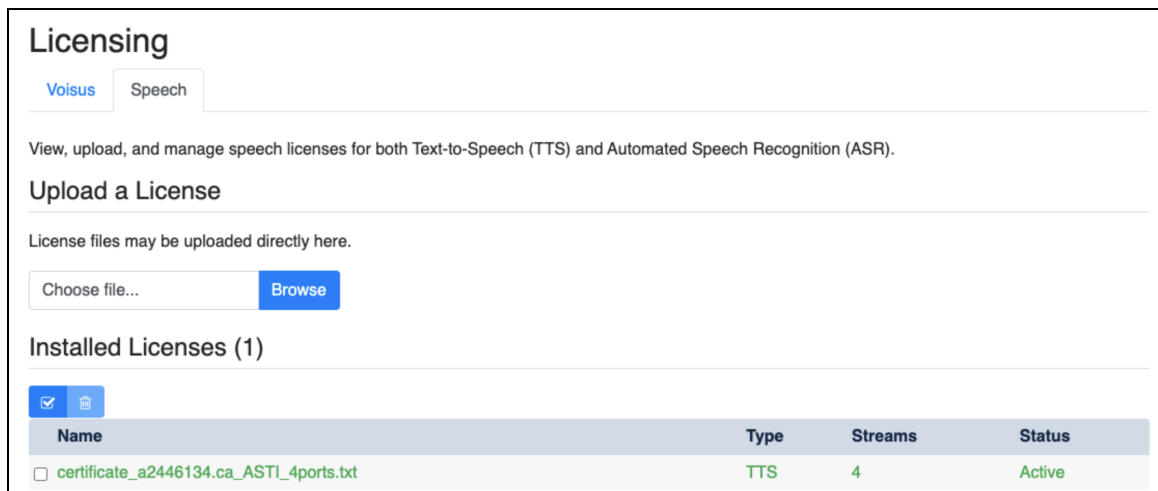 Licensing
Voisus Speech
View, upload, and manage speech licenses for both Text-to-Speech (TTS) and Automated Speech Recognition (ASR).
Upload a License
License files may be uploaded directly here.
Choose file... Browse
Installed Licenses (1)
Name Type Streams Status
certificate_a2446134.ca_ASTI_4ports.txt TTS 4 Active